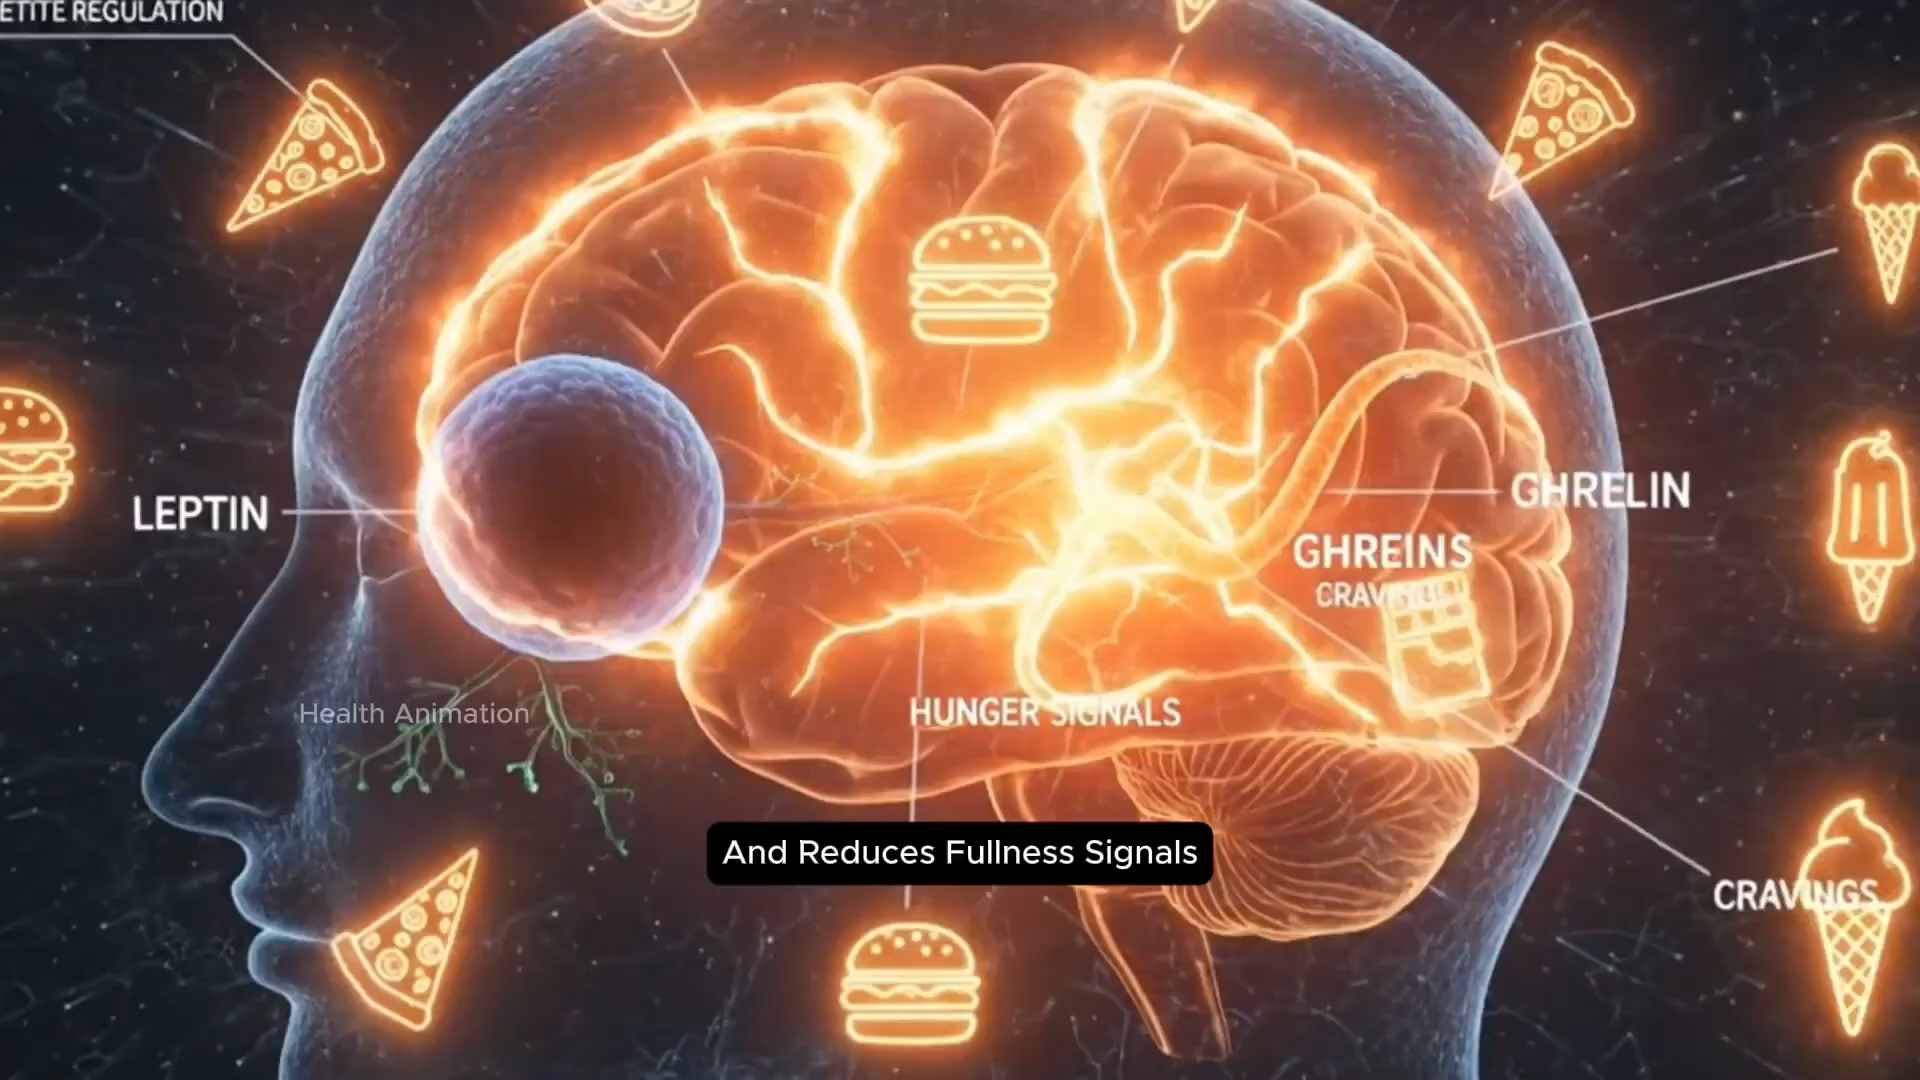 ETITE REGULATION
LEPTIN
GHRELIN
GHREINS
Health Animation
HUNGER SIGNALS
And Reduces Fullness Signals
CRAVINGS